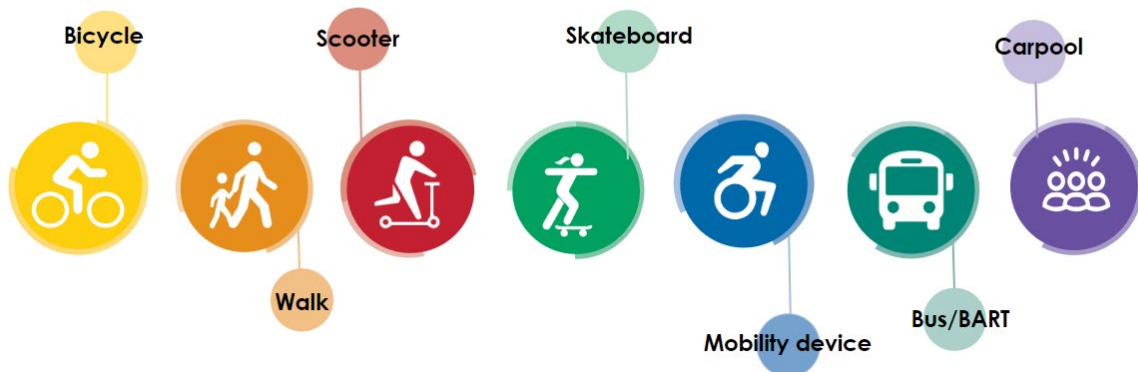 Bicycle
Scooter
Skateboard
Carpool
Walk
Mobility device
Bus/BART